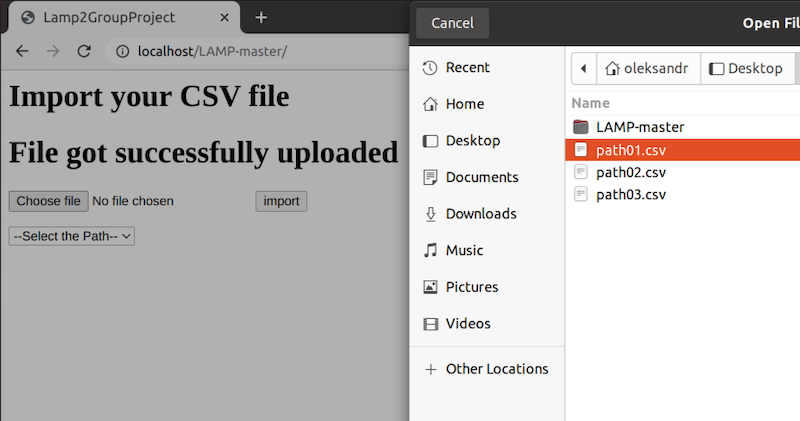 Lamp2GroupProject
localhost/LAMP-master/
Import your CSV file
File got successfully uploaded
Choose file No file chosen import
--Select the Path--
Cancel
Open Fil
Recent
Home
Desktop
Documents
Downloads
Music
Pictures
Videos
Other Locations
oleksandr Desktop
Name
LAMP-master
path01.csv
path02.csv
path03.csv